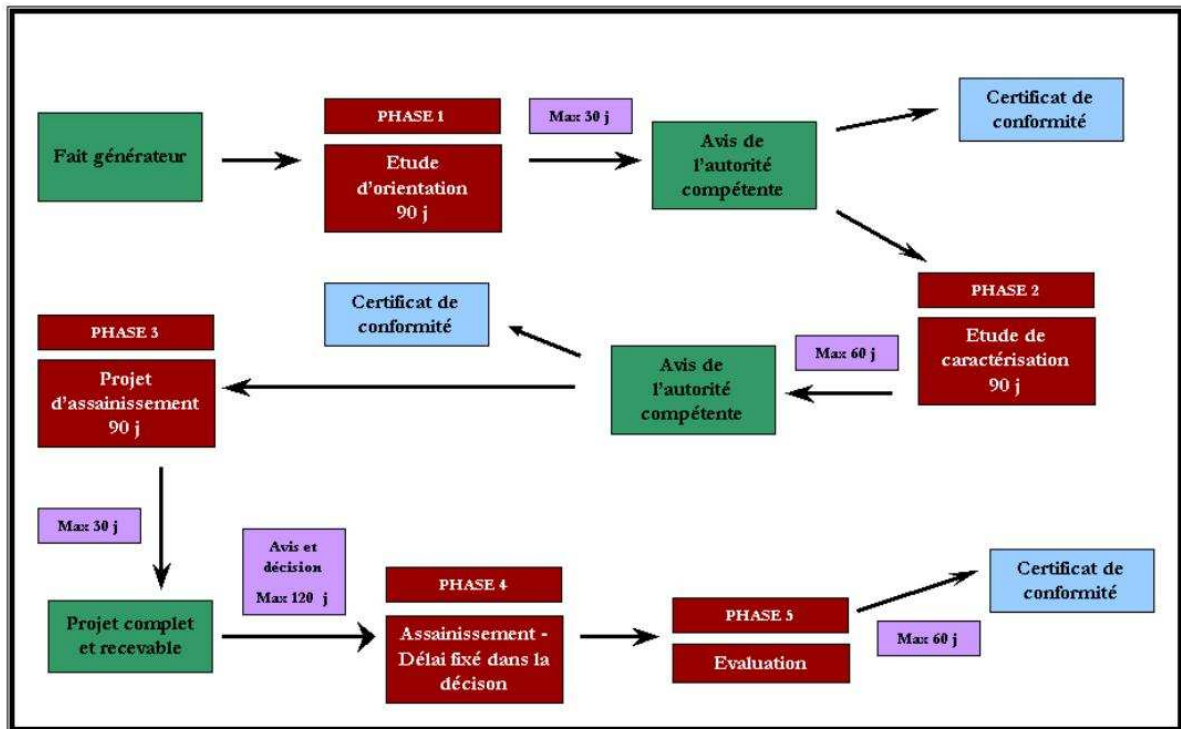 Fait générateur
PHASE 1
Etude
d'orientation
90 j
Max 30 j
Avis de
l'autorité
compétente
Certificat de
conformité
PHASE 2
Etude de
caractérisation
90 j
Max 60 j
Avis de
l'autorité
compétente
Certificat de
conformité
PHASE 3
Projet
d'assainissement
90 j
Max 30 j
Projet complet
et recevable
Avis et
décision
Max 120 j
PHASE 4
Assainissement -
Délai fixé dans la
décison
PHASE 5
Evaluation
Max 60 j
Certificat de
conformité